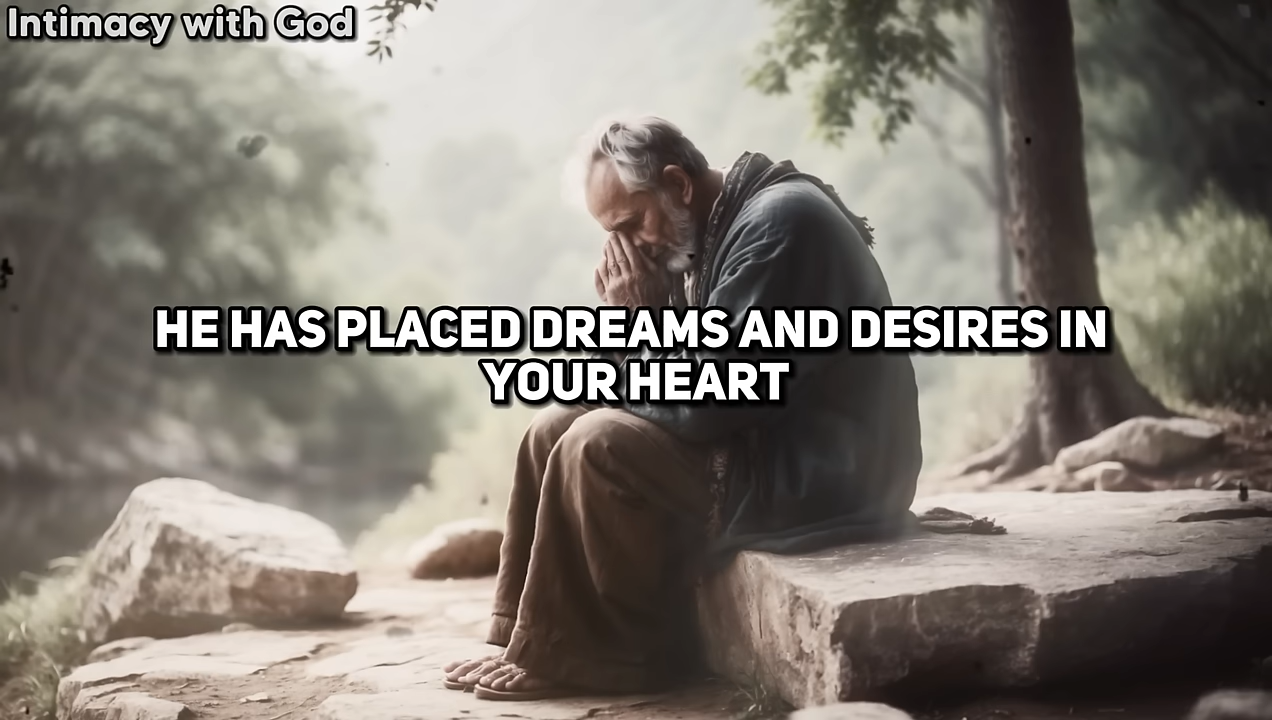 Intimacy with God
HE HAS PLACED DREAMS AND DESIRES IN
YOUR HEART